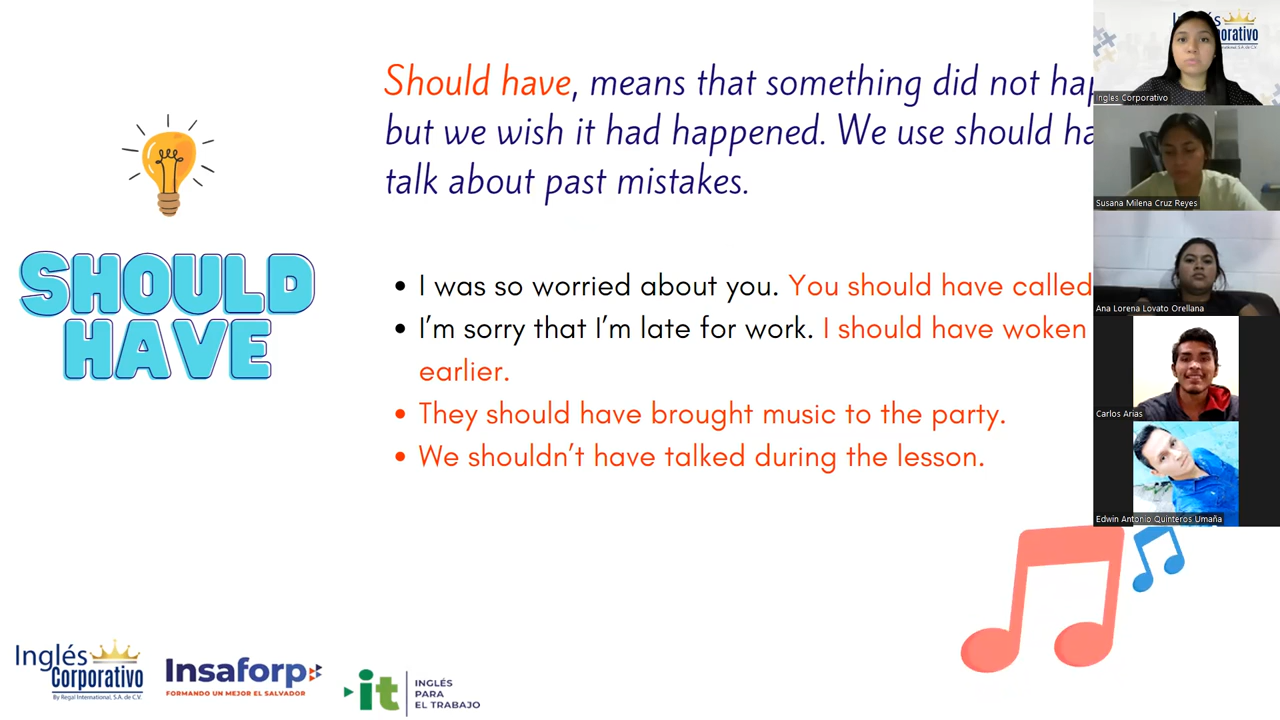 Should have, means that something did not hap
but we wish it had happened. We use should ha
talk about past mistakes.
SHOULD
HAVE
• I was so worried about you. You should have called
• I'm sorry that I'm late for work. I should have woken
earlier.
• They should have brought music to the party.
• We shouldn't have talked during the lesson.
Inglés
Corporativo
By Regal International, S.A. de C.V.
Insaforp
FORMANDO UN MEJOR EL SALVADOR
it
INGLÉS
PARA
EL TRABAJO
Ingles Corporativo
Susana Milena Cruz Reyes
Ana Lorena Lovato Orellana
Carlos Arias
Edwin Antonio Quinteros Umaña